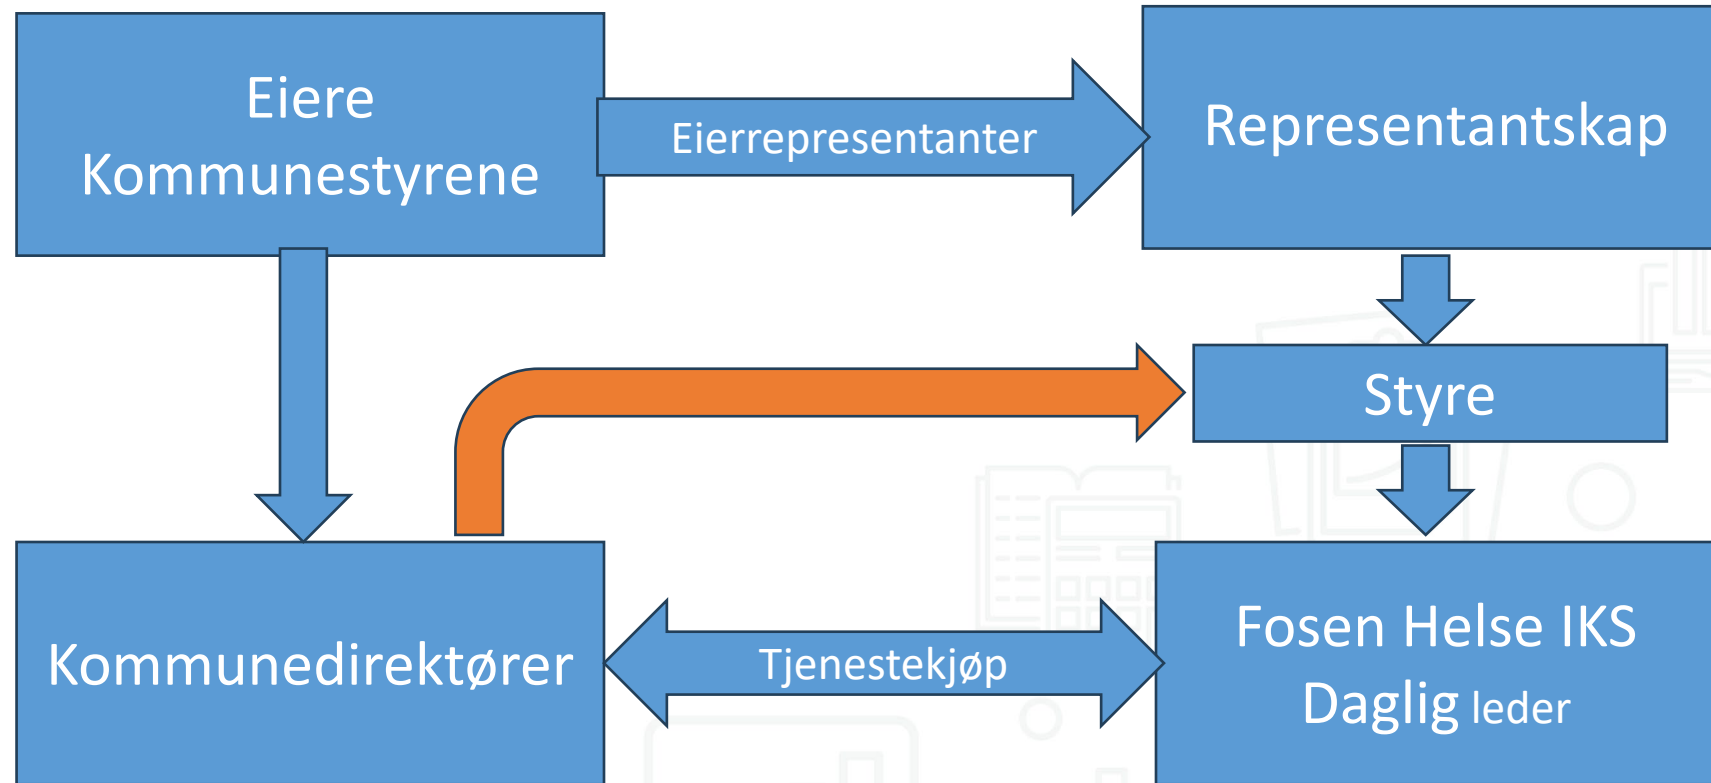 Eiere
Kommunestyrene
Eierrepresentanter
Representantskap
Styre
Kommunedirektører
Tjenestekjøp
Fosen Helse IKS
Daglig leder